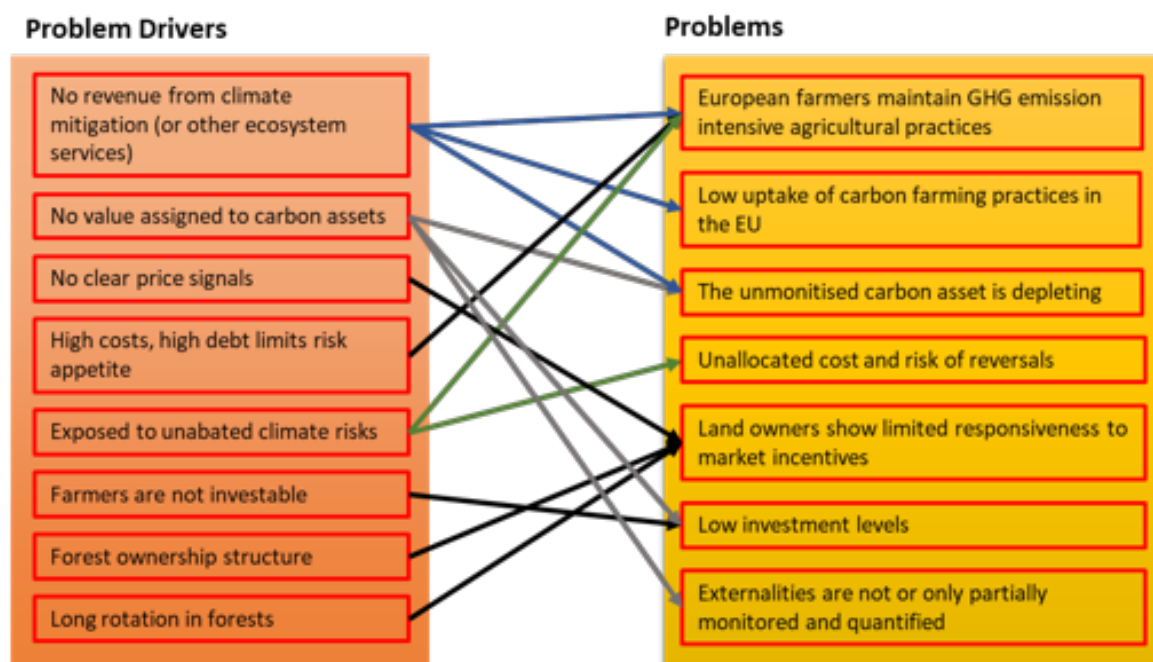 Problem Drivers
No revenue from climate
mitigation (or other ecosystem
services)
No value assigned to carbon assets
No clear price signals
High costs, high debt limits risk
appetite
Exposed to unabated climate risks
Farmers are not investable
Forest ownership structure
Long rotation in forests
Problems
European farmers maintain GHG emission
intensive agricultural practices
Low uptake of carbon farming practices in
the EU
The unmonitised carbon asset is depleting
Unallocated cost and risk of reversals
Land owners show limited responsiveness to
market incentives
Low investment levels
Externalities are not or only partially
monitored and quantified